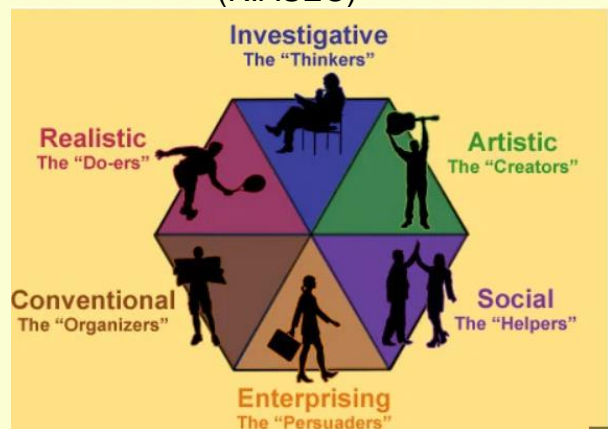 Investigative
The "Thinkers"
Realistic
The "Do-ers"
Artistic
The "Creators"
Conventional
The "Organizers"
Social
The "Helpers"
Enterprising
The "Persuaders"